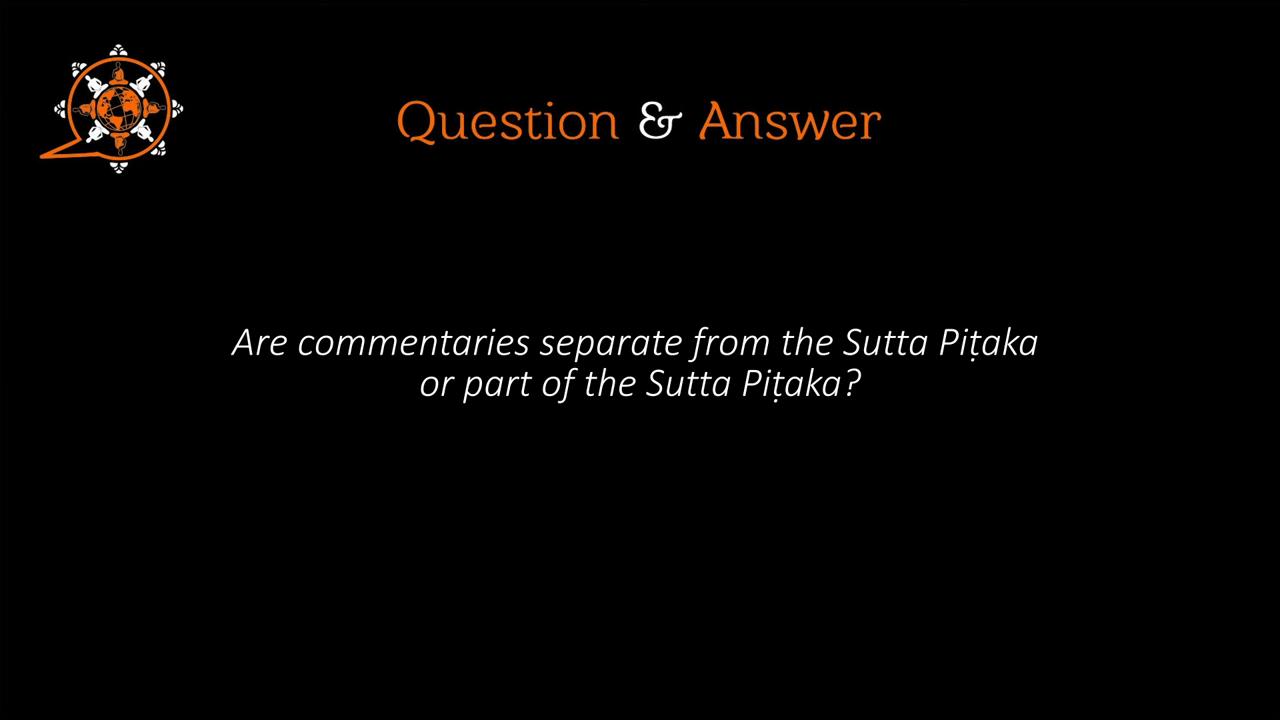 Question & Answer
Are commentaries separate from the Sutta Piṭaka
or part of the Sutta Piṭaka?